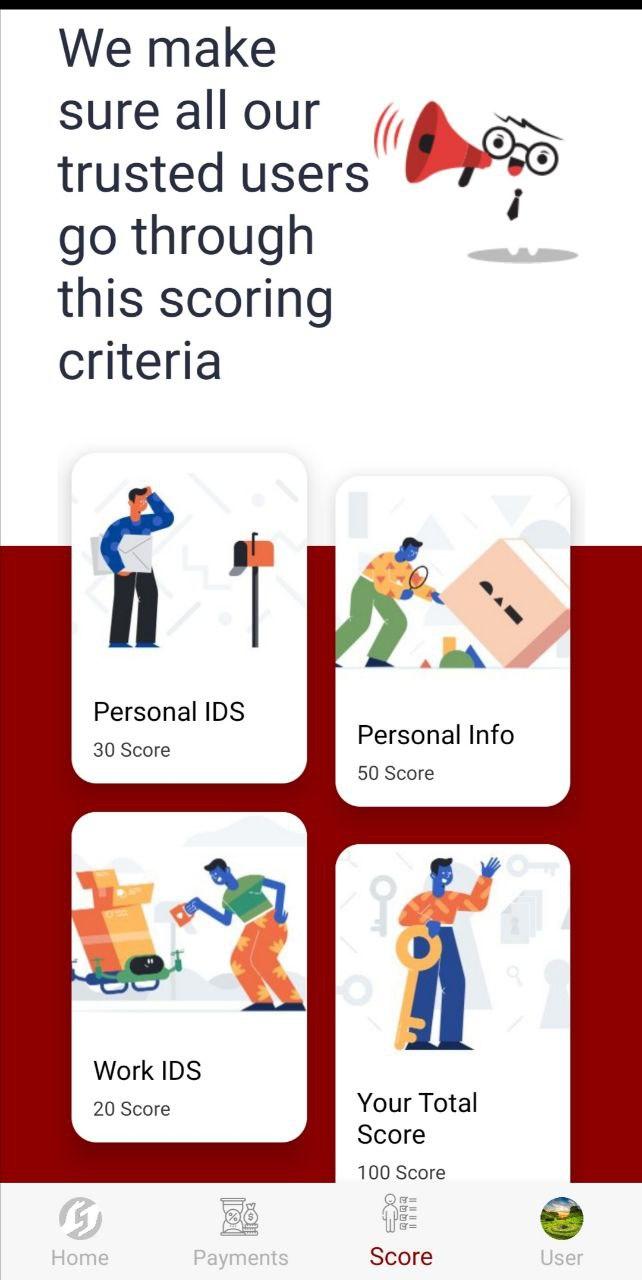 We make
sure all our
trusted users
go through
this scoring
criteria
Personal IDS
30 Score
Personal Info
50 Score
Work IDS
20 Score
Your Total
Score
100 Score
Home
Payments
Score
User